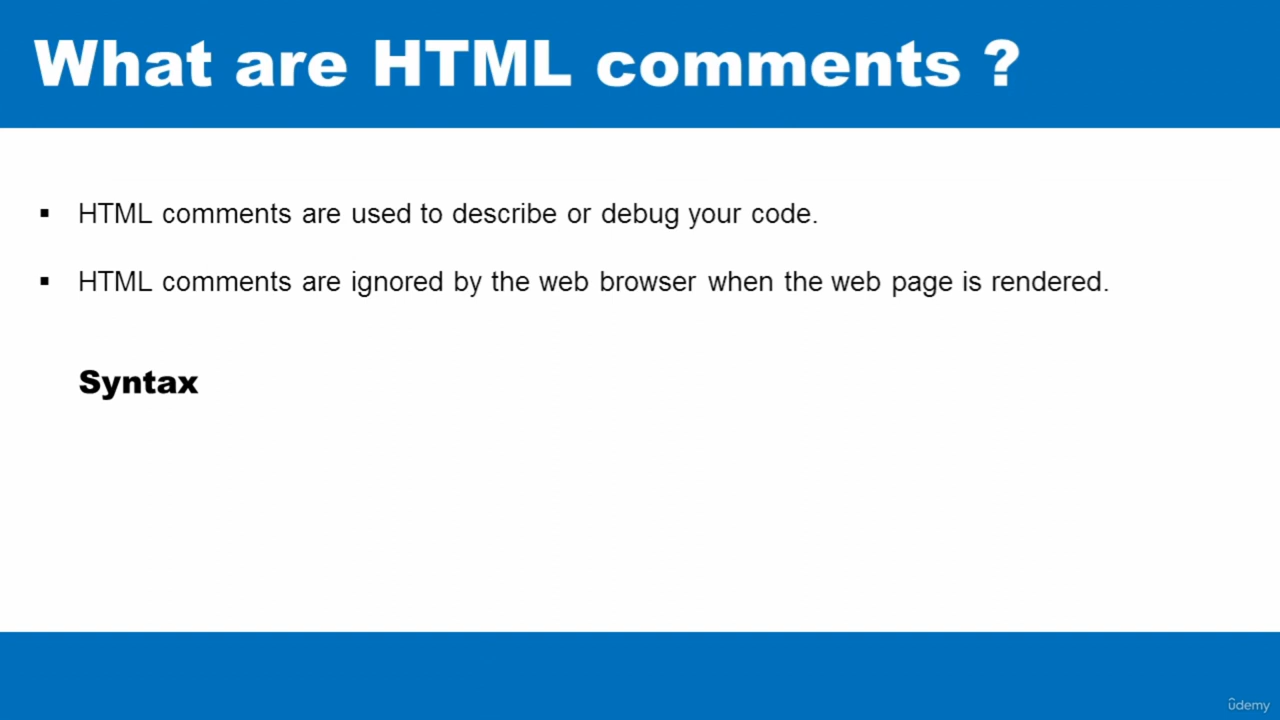 What are HTML comments ?
▪ HTML comments are used to describe or debug your code.
▪ HTML comments are ignored by the web browser when the web page is rendered.
Syntax
ûdemy